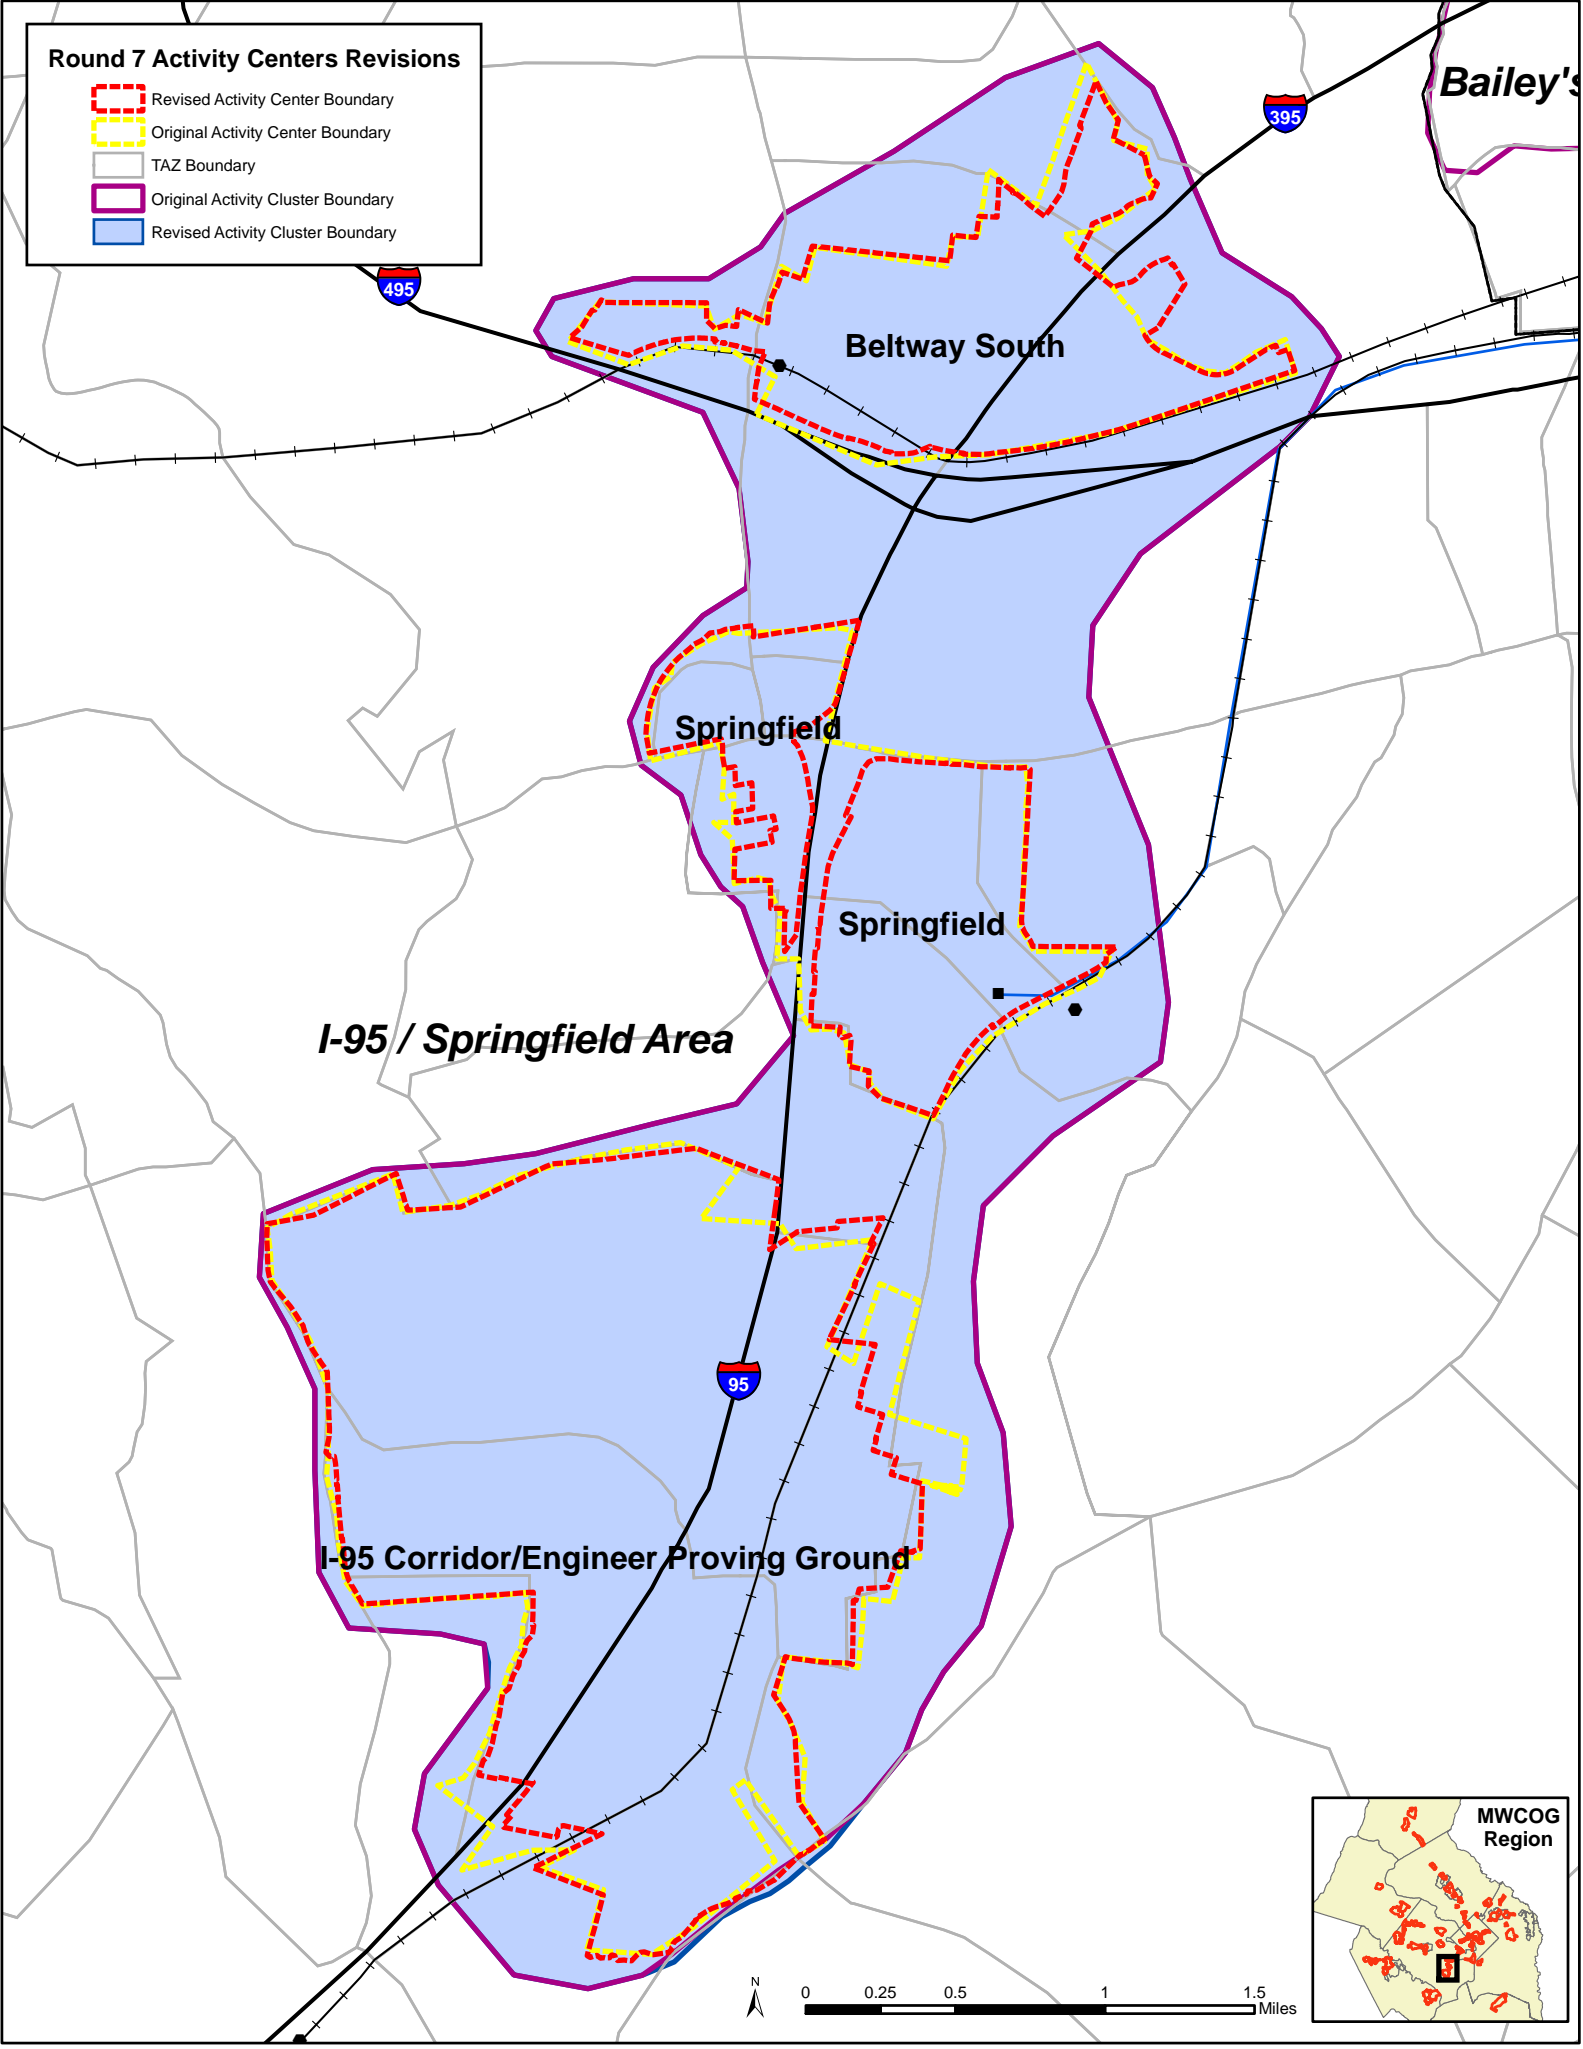 Round 7 Activity Centers Revisions
Revised Activity Center Boundary
Original Activity Center Boundary
TAZ Boundary
Original Activity Cluster Boundary
Revised Activity Cluster Boundary
Bailey's
395
495
Beltway South
Springfield
Springfield
I-95 / Springfield Area
95
I-95 Corridor/Engineer Proving Ground
MWCOG
Region
N
0 0.25 0.5 1 1.5
Miles